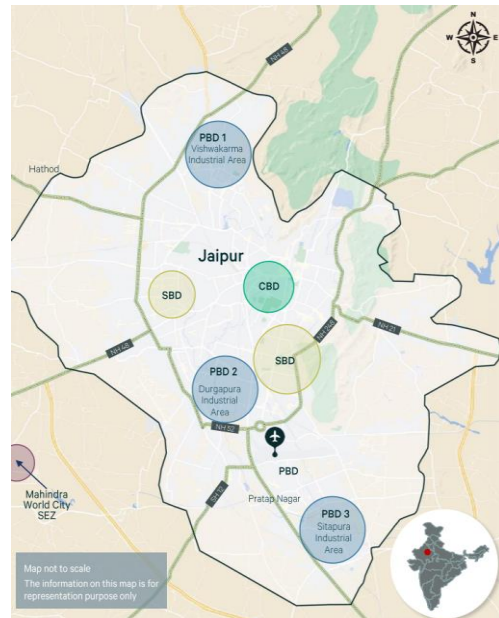 N
W
E
S
NH 48
PBD 1
Vishwakarma
Industrial Area
Hathod
Jaipur
CBD
SBD
NH 248
NH 21
NH 48
SBD
PBD 2
Durgapura
Industrial
Area
NH 52
PBD
Mahindra
World City
SEZ
Pratap Nagar
PBD 3
Sitapura
Industrial
Area
Map not to scale
The information on this map is for
representation purpose only